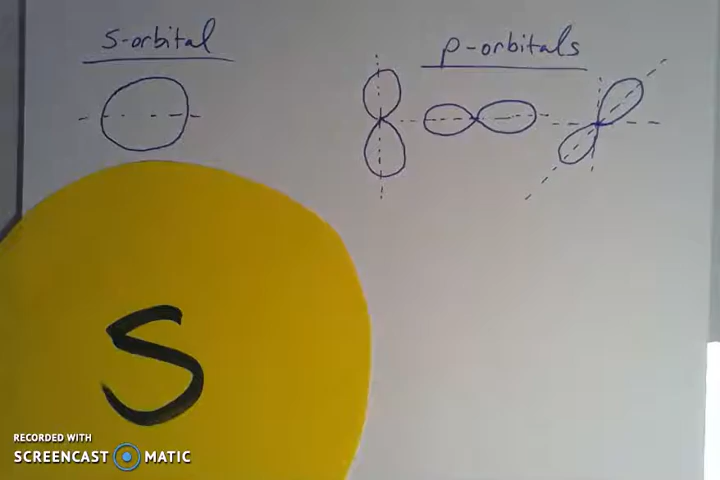 s-orbital
p-orbitals
S
RECORDED WITH
SCREENCAST MATIC